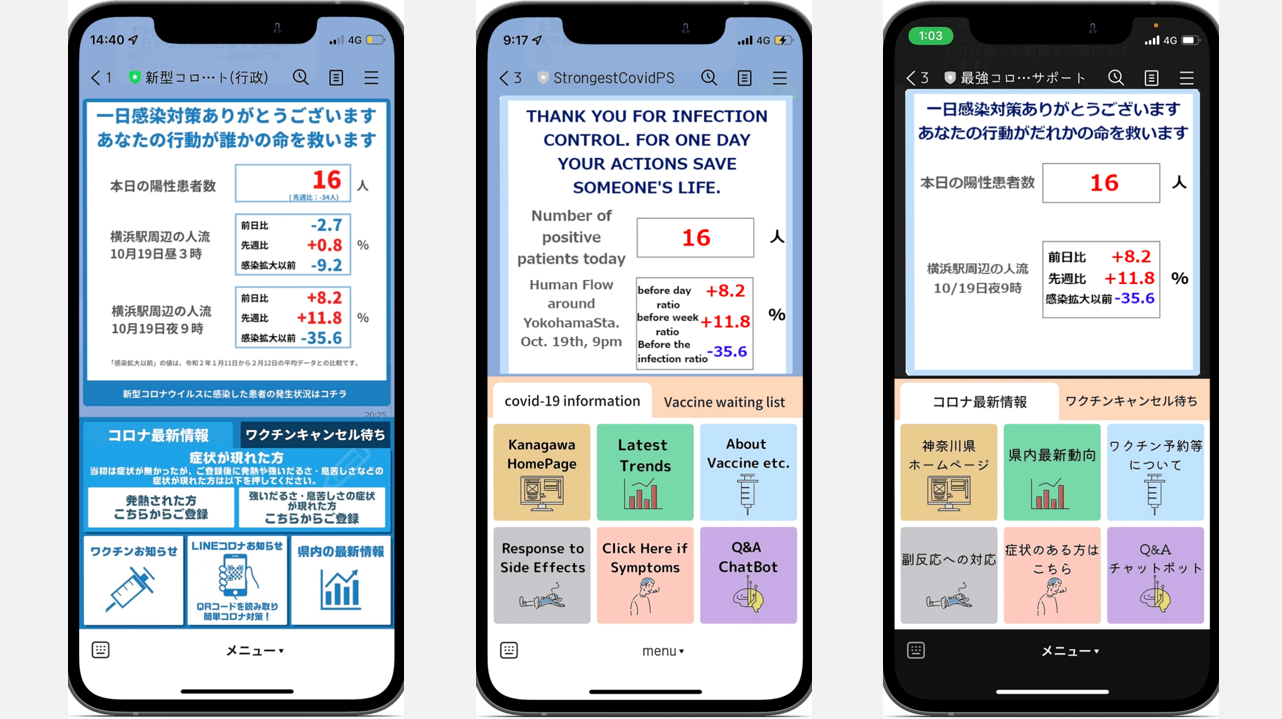 14:40
4G
1
新型コロ…ト(行政)
一日感染対策ありがとうございます
あなたの行動が誰かの命を救います
本日の陽性患者数
16
(先週比：-34人)
人
横浜駅周辺の人流
10月19日昼３時
前日比 -2.7
先週比 +0.8
感染拡大以前 -9.2
%
横浜駅周辺の人流
10月19日夜９時
前日比 +8.2
先週比 +11.8
感染拡大以前 -35.6
%
「感染拡大以前」の値は、令和２年１月11日から２月12日の平均データとの比較です。
新型コロナウイルスに感染した患者の発生状況はコチラ
20:25
コロナ最新情報
ワクチンキャンセル待ち
症状が現れた方
当初は症状が無かったが、ご登録後に発熱や強いだるさ・息苦しさなどの
症状が現れた方は以下を押してください。
発熱された方
こちらからご登録
強いだるさ・息苦しさの症状
が現れた方
こちらからご登録
ワクチンお知らせ
LINEコロナお知らせ
QRコードを読み取り
簡単コロナ対策！
県内の最新情報
メニュー▾
9:17
4G
3
StrongestCovidPS
THANK YOU FOR INFECTION
CONTROL. FOR ONE DAY
YOUR ACTIONS SAVE
SOMEONE'S LIFE.
Number of
positive
patients today
16
人
Human Flow
around
YokohamaSta.
Oct. 19th, 9pm
before day
ratio
+8.2
before week
ratio
+11.8
Before the
infection ratio
-35.6
%
covid-19 information
Vaccine waiting list
Kanagawa
HomePage
Latest
Trends
About
Vaccine etc.
Response to
Side Effects
Click Here if
Symptoms
Q&A
ChatBot
menu▾
1:03
4G
3
最強コロ…サポート
一日感染対策ありがとうございます
あなたの行動がだれかの命を救います
本日の陽性患者数
16
人
横浜駅周辺の人流
10/19日夜9時
前日比 +8.2
先週比 +11.8
感染拡大以前 -35.6
%
コロナ最新情報
ワクチンキャンセル待ち
神奈川県
ホームページ
県内最新動向
ワクチン予約等
について
副反応への対応
症状のある方は
こちら
Q&A
チャットボット
メニュー▾